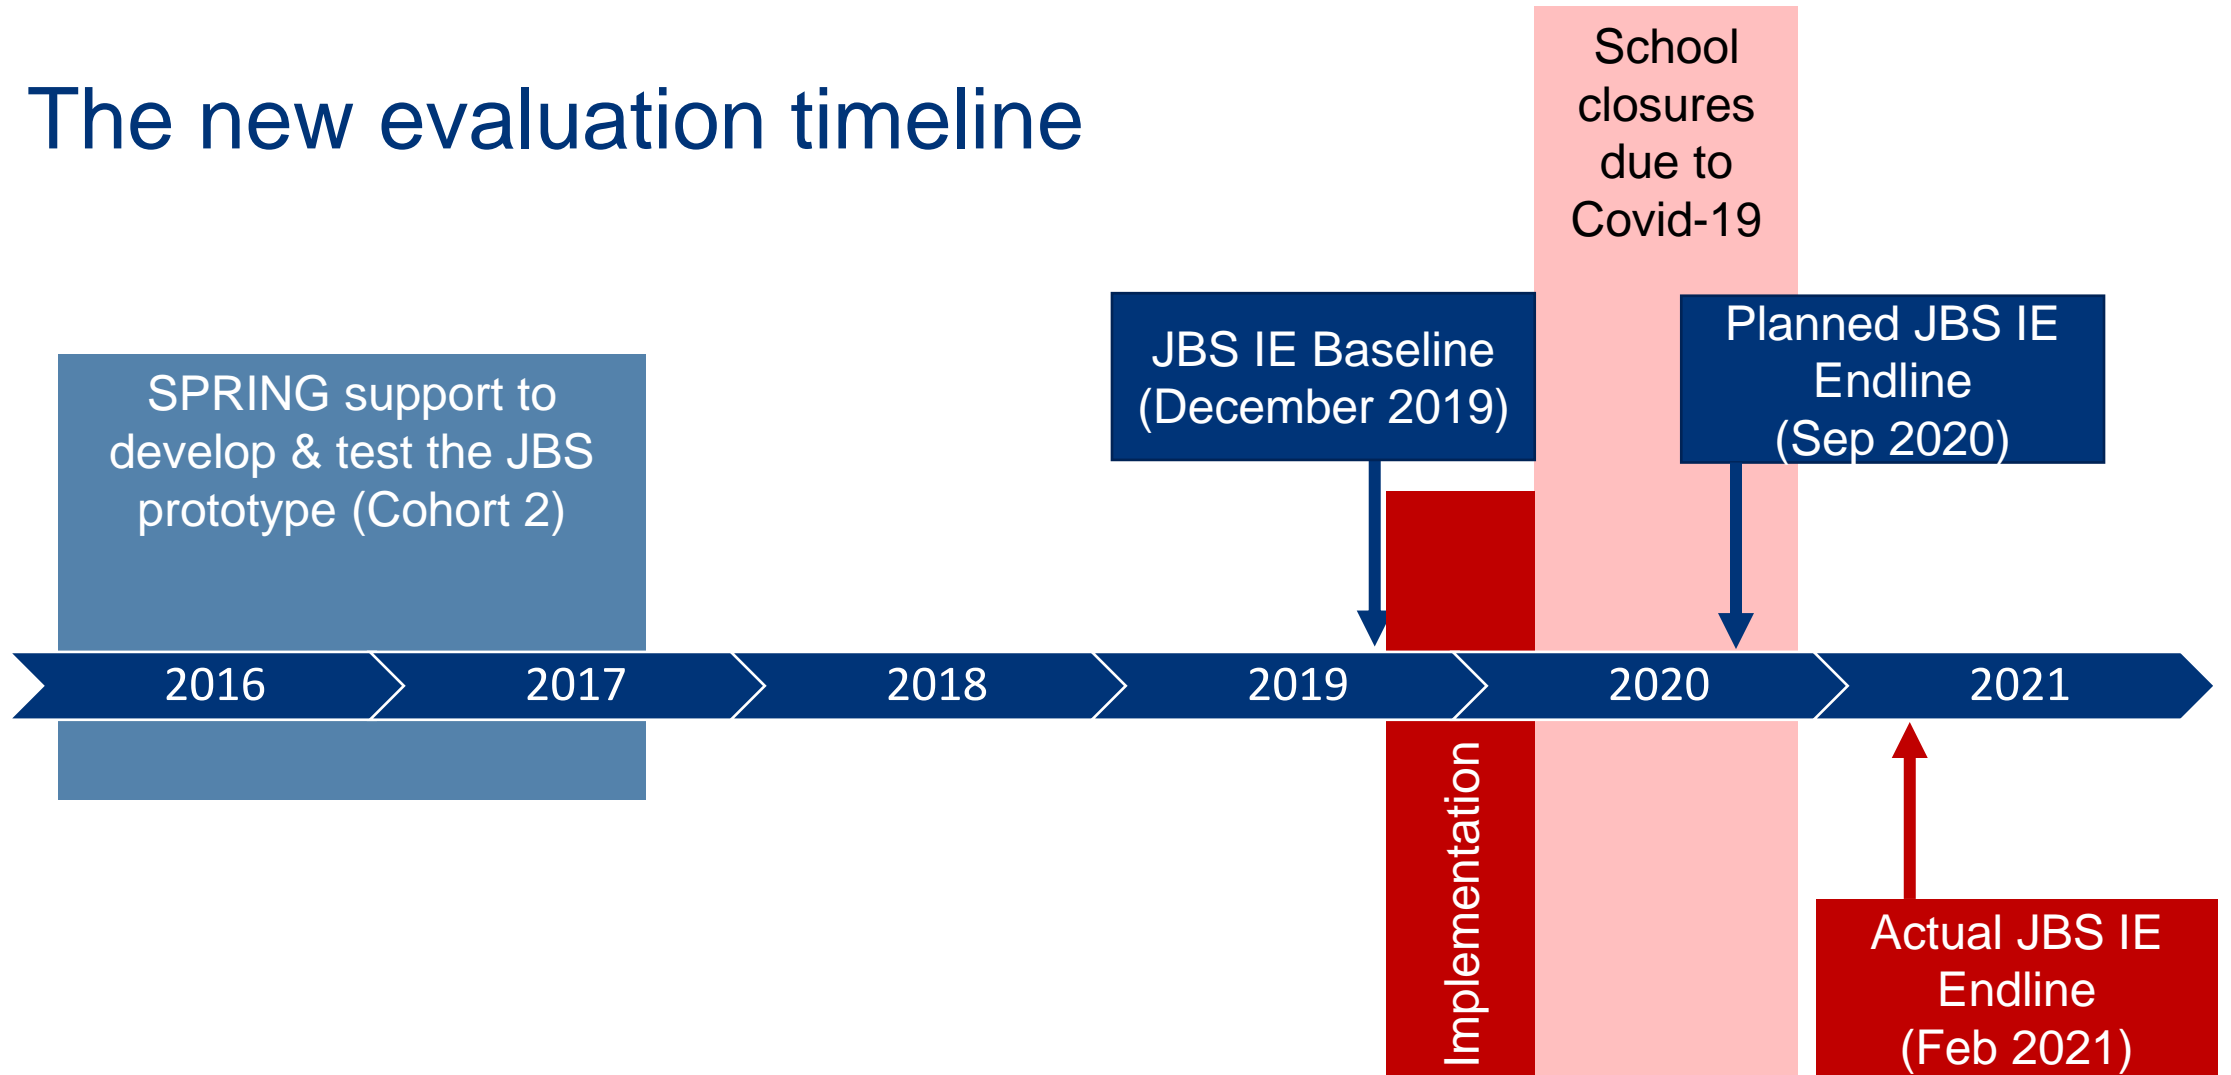 The new evaluation timeline
School
closures
due to
Covid-19
SPRING support to
develop & test the JBS
prototype (Cohort 2)
JBS IE Baseline
(December 2019)
Planned JBS IE
Endline
(Sep 2020)
2016
2017
2018
2019
2020
2021
Implementation
Actual JBS IE
Endline
(Feb 2021)